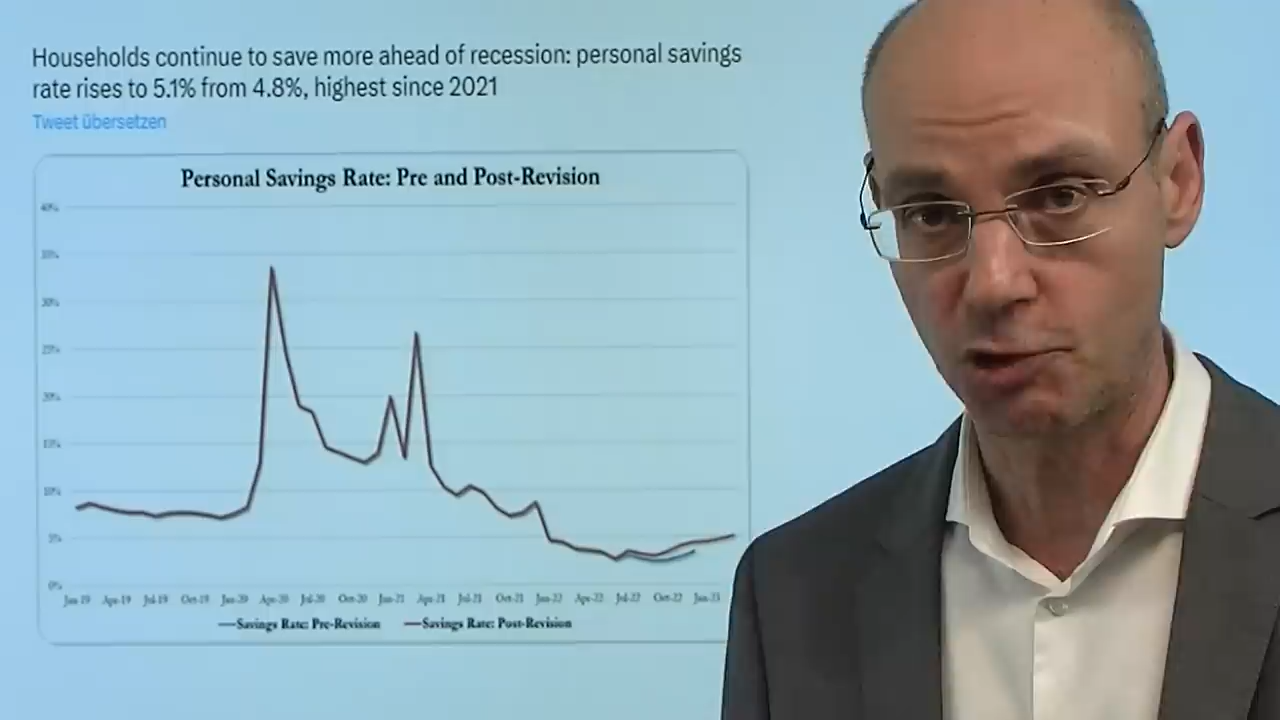 Households continue to save more ahead of recession: personal savings
rate rises to 5.1% from 4.8%, highest since 2021
Tweet übersetzen
Personal Savings Rate: Pre and Post-Revision
40%
35%
30%
25%
20%
15%
10%
5%
0%
Jan-19 Apr-19 Jul-19 Oct-19 Jan-20 Apr-20 Jul-20 Oct-20 Jan-21 Apr-21 Jul-21 Oct-21 Jan-22 Apr-22 Jul-22 Oct-22 Jan-23
Savings Rate: Pre-Revision Savings Rate: Post-Revision